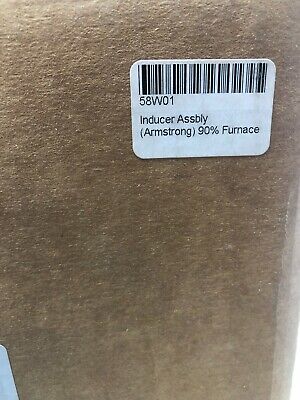 58W01
Inducer Assbly
(Armstrong) 90% Furnace